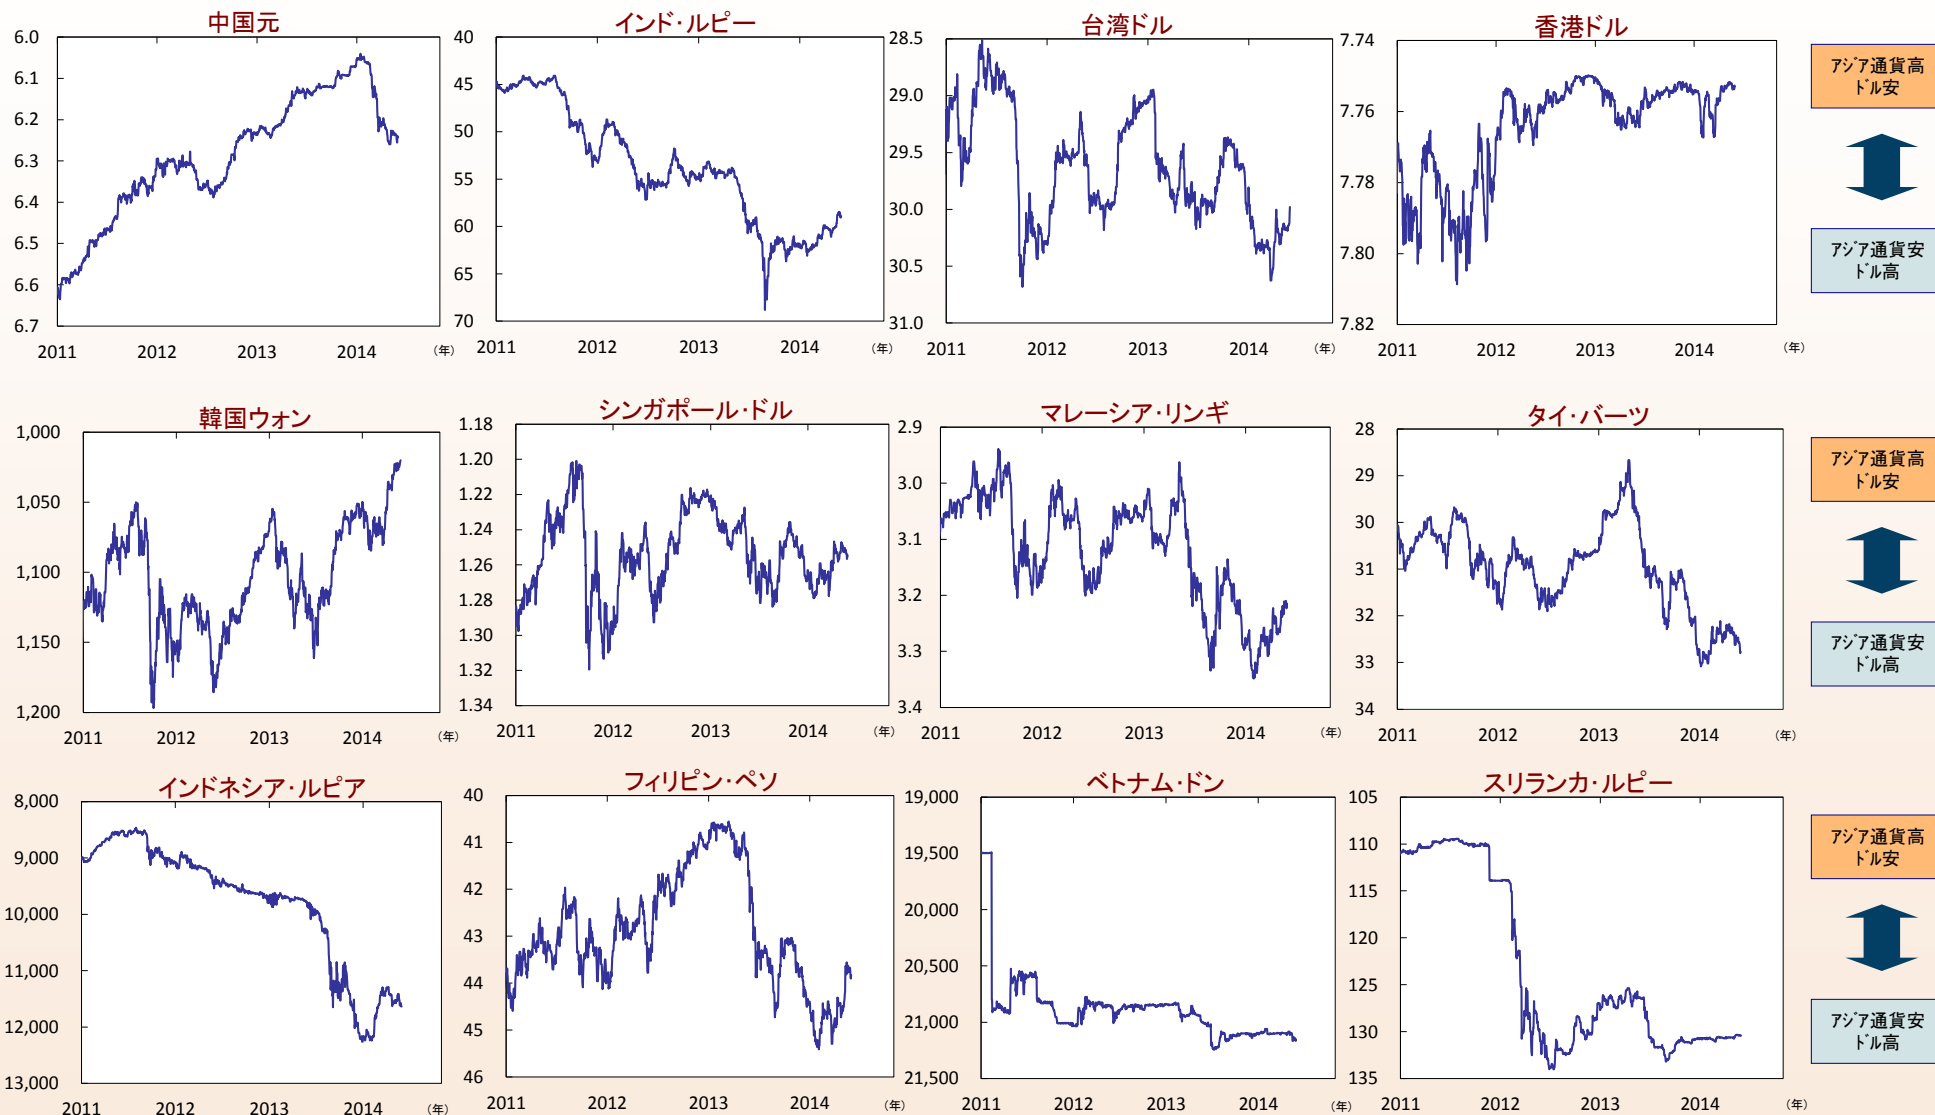 中国元
6.0
6.1
6.2
6.3
6.4
6.5
6.6
6.7
2011 2012 2013 2014 (年)
インド・ルピー
40
45
50
55
60
65
70
2011 2012 2013 2014 (年)
台湾ドル
28.5
29.0
29.5
30.0
30.5
31.0
2011 2012 2013 2014 (年)
香港ドル
7.74
7.76
7.78
7.80
7.82
2011 2012 2013 2014 (年)
アジア通貨高
ドル安
アジア通貨安
ドル高
韓国ウォン
1,000
1,050
1,100
1,150
1,200
2011 2012 2013 2014 (年)
シンガポール・ドル
1.18
1.20
1.22
1.24
1.26
1.28
1.30
1.32
1.34
2011 2012 2013 2014 (年)
マレーシア・リンギ
2.9
3.0
3.1
3.2
3.3
3.4
2011 2012 2013 2014 (年)
タイ・バーツ
28
29
30
31
32
33
34
2011 2012 2013 2014 (年)
アジア通貨高
ドル安
アジア通貨安
ドル高
インドネシア・ルピア
8,000
9,000
10,000
11,000
12,000
13,000
2011 2012 2013 2014 (年)
フィリピン・ペソ
40
41
42
43
44
45
46
2011 2012 2013 2014 (年)
ベトナム・ドン
19,000
19,500
20,000
20,500
21,000
21,500
2011 2012 2013 2014 (年)
スリランカ・ルピー
105
110
115
120
125
130
135
2011 2012 2013 2014 (年)
アジア通貨高
ドル安
アジア通貨安
ドル高